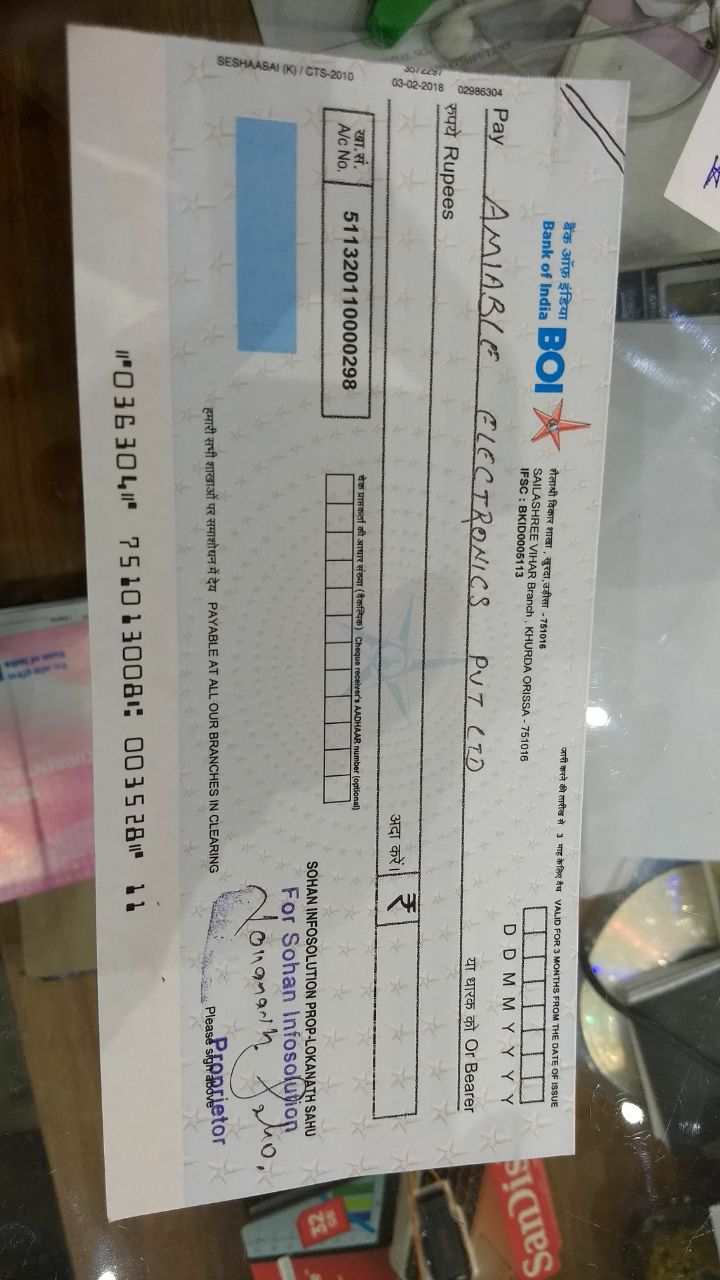 SESHAASAI (K) / CTS-2010
03-02-2018 02986304
बैंक ऑफ़ इंडिया
Bank of India BOI
शैलाश्री विहार शाखा, खुरदा, उड़ीसा - 751016
SAILASHREE VIHAR Branch, KHURDA ORISSA - 751016
IFSC : BKID0005113
जारी करने की तारीख से 3 माह के लिए वैध VALID FOR 3 MONTHS FROM THE DATE OF ISSUE
D D M M Y Y Y Y
Pay AMIABLE ELECTRONICS PVT LTD
या धारक को Or Bearer
रुपये Rupees
अदा करें। ₹
खा.सं.
A/c No. 511320110000298
चेक प्राप्तकर्ता की आधार संख्या (वैकल्पिक) Cheque receiver's AADHAAR number (optional)
SOHAN INFOSOLUTION PROP-LOKANATH SAHU
For Sohan Infosolution
Lokanath Sahu
Proprietor
Please sign above
हमारी सभी शाखाओं पर समाशोधन में देय PAYABLE AT ALL OUR BRANCHES IN CLEARING
⑈036304⑈ 751013008⑆ 003528⑈ 11
SanDis
32